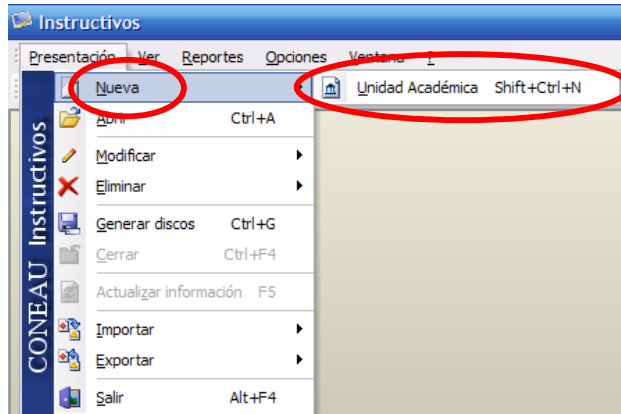 Instructivos
Presentación Ver Reportes Opciones Ventana ?
Nueva
Unidad Académica Shift+Ctrl+N
Abrir Ctrl+A
Modificar
Eliminar
Generar discos Ctrl+G
Cerrar Ctrl+F4
Actualizar información F5
Importar
Exportar
Salir Alt+F4
CONEAU Instructivos